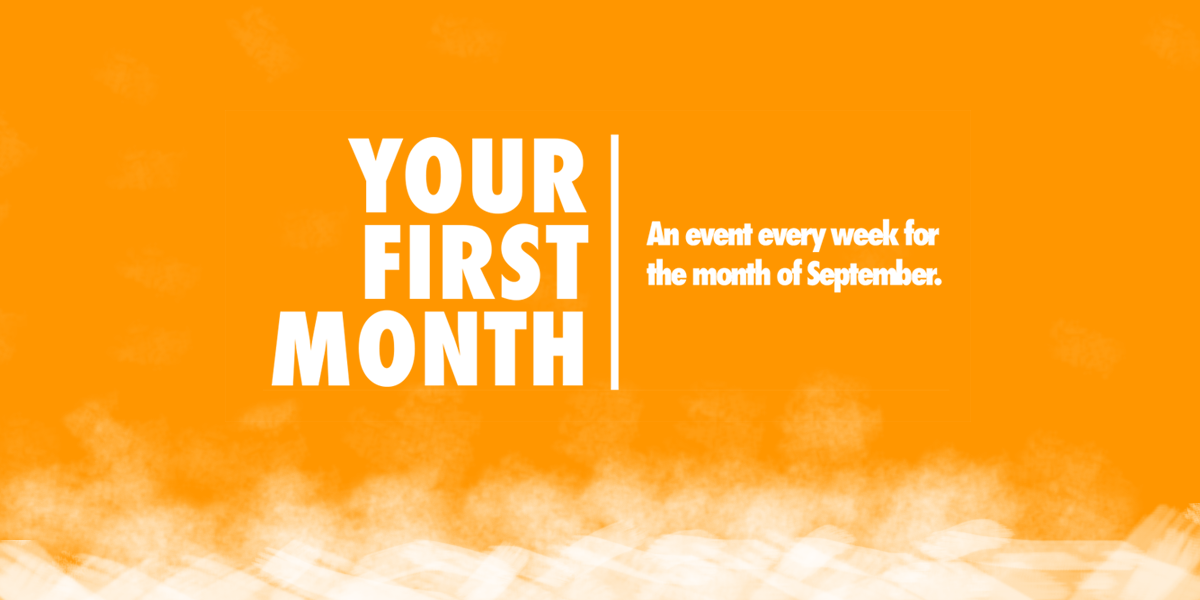 YOUR
FIRST
MONTH
An event every week for
the month of September.